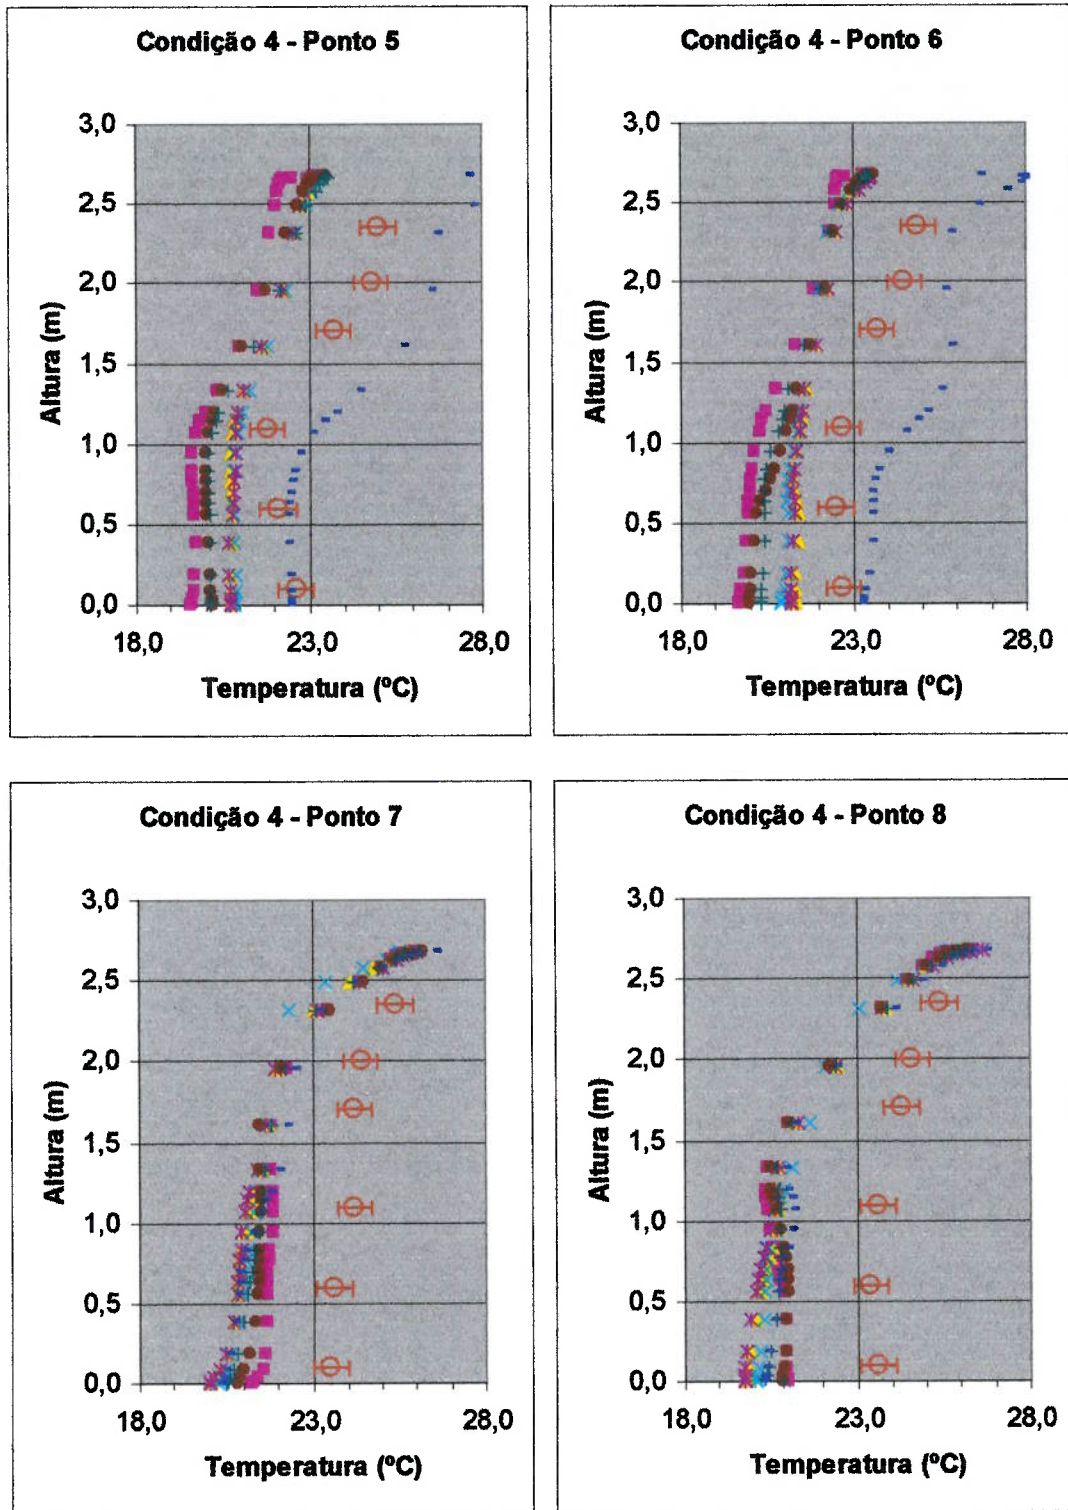 Condição 4 - Ponto 5
3,0
2,5
2,0
1,5
1,0
0,5
0,0
Altura (m)
18,0 23,0 28,0
Temperatura (ºC)
Condição 4 - Ponto 6
3,0
2,5
2,0
1,5
1,0
0,5
0,0
Altura (m)
18,0 23,0 28,0
Temperatura (ºC)
Condição 4 - Ponto 7
3,0
2,5
2,0
1,5
1,0
0,5
0,0
Altura (m)
18,0 23,0 28,0
Temperatura (ºC)
Condição 4 - Ponto 8
3,0
2,5
2,0
1,5
1,0
0,5
0,0
Altura (m)
18,0 23,0 28,0
Temperatura (ºC)